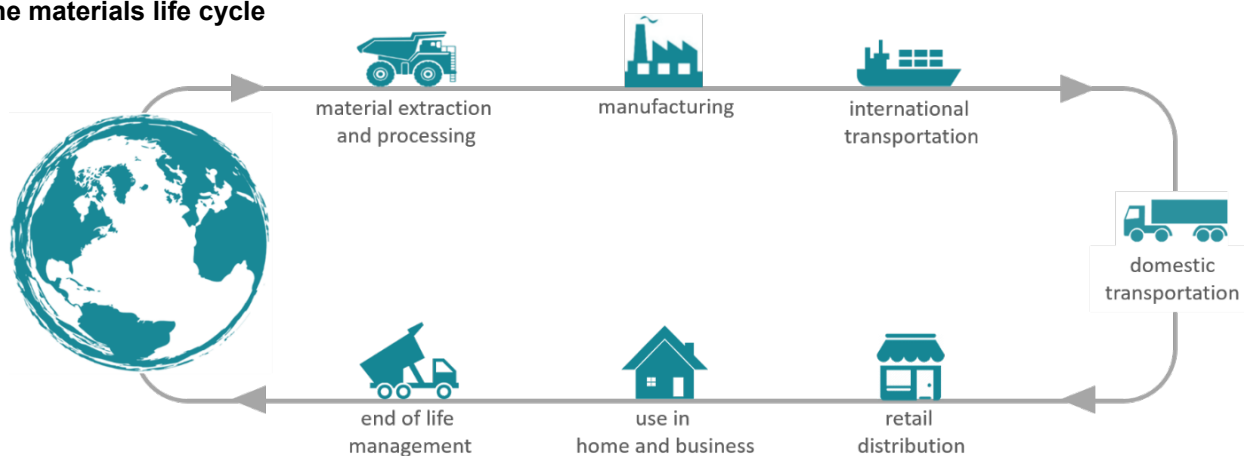 he materials life cycle
material extraction
and processing
manufacturing
international
transportation
domestic
transportation
end of life
management
use in
home and business
retail
distribution